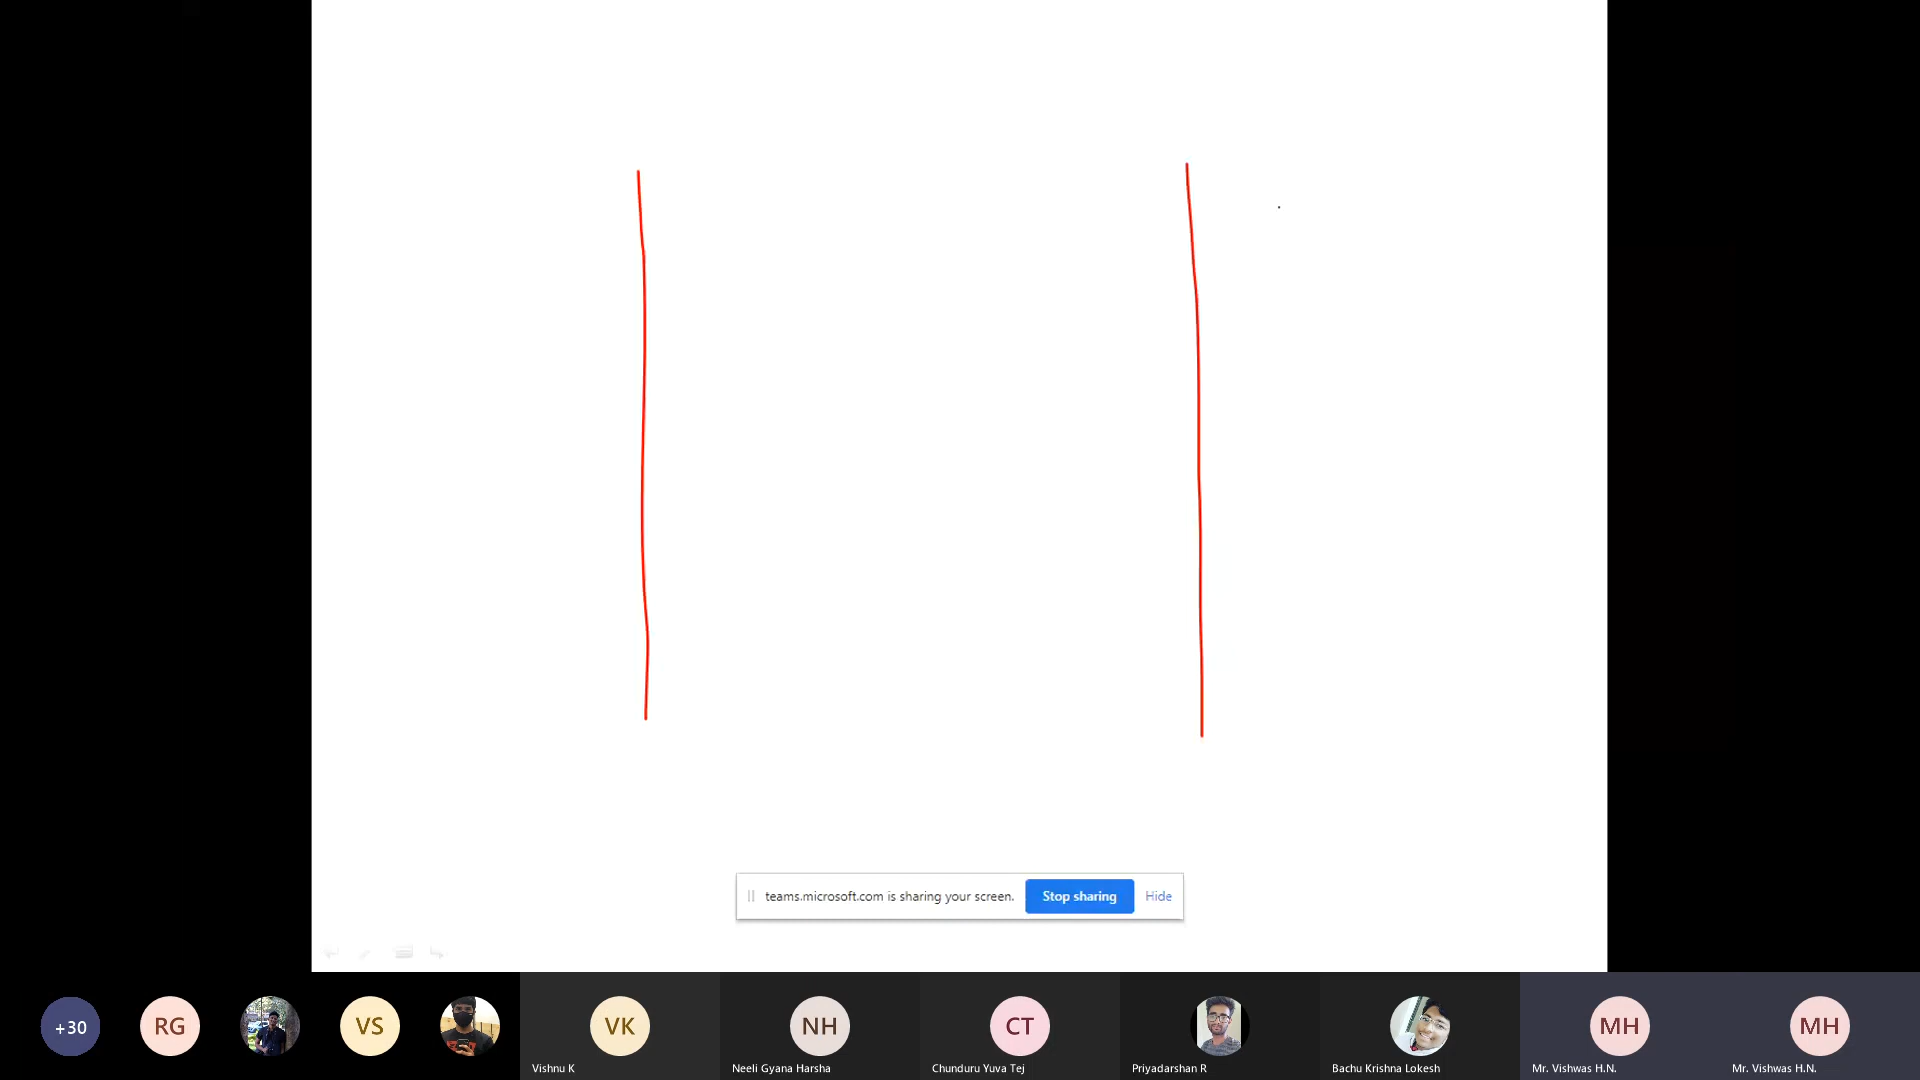 teams.microsoft.com is sharing your screen. Stop sharing Hide
+30 RG VS VK NH CT MH MH
Vishnu K Neeli Gyana Harsha Chunduru Yuva Tej Priyadarshan R Bachu Krishna Lokesh Mr. Vishwas H.N. Mr. Vishwas H.N.